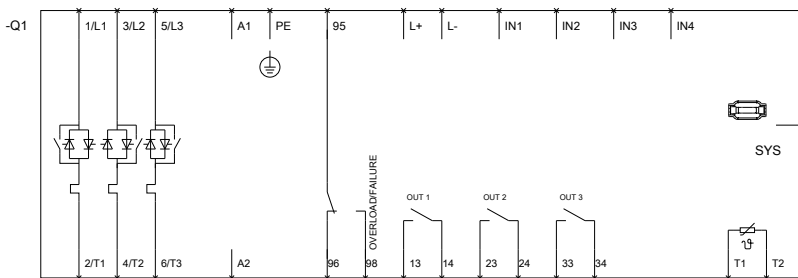 -Q1 1/L1 3/L2 5/L3 A1 PE 95 L+ L- IN1 IN2 IN3 IN4
SYS
OVERLOAD/FAILURE
OUT 1 OUT 2 OUT 3
ϑ
2/T1 4/T2 6/T3 A2 96 98 13 14 23 24 33 34 T1 T2